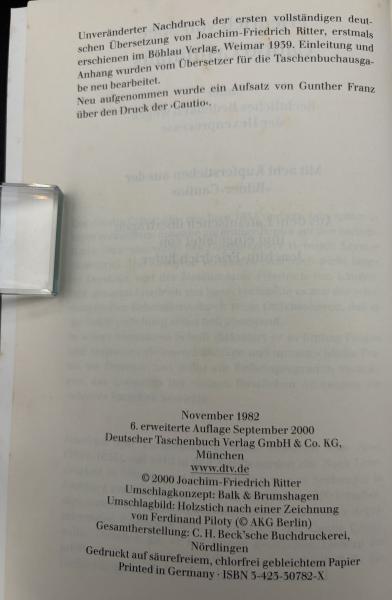 Unveränderter Nachdruck der ersten vollständigen deut-
schen Übersetzung von Joachim-Friedrich Ritter, erstmals
erschienen im Böhlau Verlag, Weimar 1939. Einleitung und
Anhang wurden vom Übersetzer für die Taschenbuchausga-
be neu bearbeitet.
Neu aufgenommen wurde ein Aufsatz von Gunther Franz
über den Druck der ›Cautio‹.
November 1982
6. erweiterte Auflage September 2000
Deutscher Taschenbuch Verlag GmbH & Co. KG,
München
www.dtv.de
© 2000 Joachim-Friedrich Ritter
Umschlagkonzept: Balk & Brumshagen
Umschlagbild: Holzstich nach einer Zeichnung
von Ferdinand Piloty (© AKG Berlin)
Gesamtherstellung: C. H. Beck'sche Buchdruckerei,
Nördlingen
Gedruckt auf säurefreiem, chlorfrei gebleichtem Papier
Printed in Germany · ISBN 3-423-30782-X